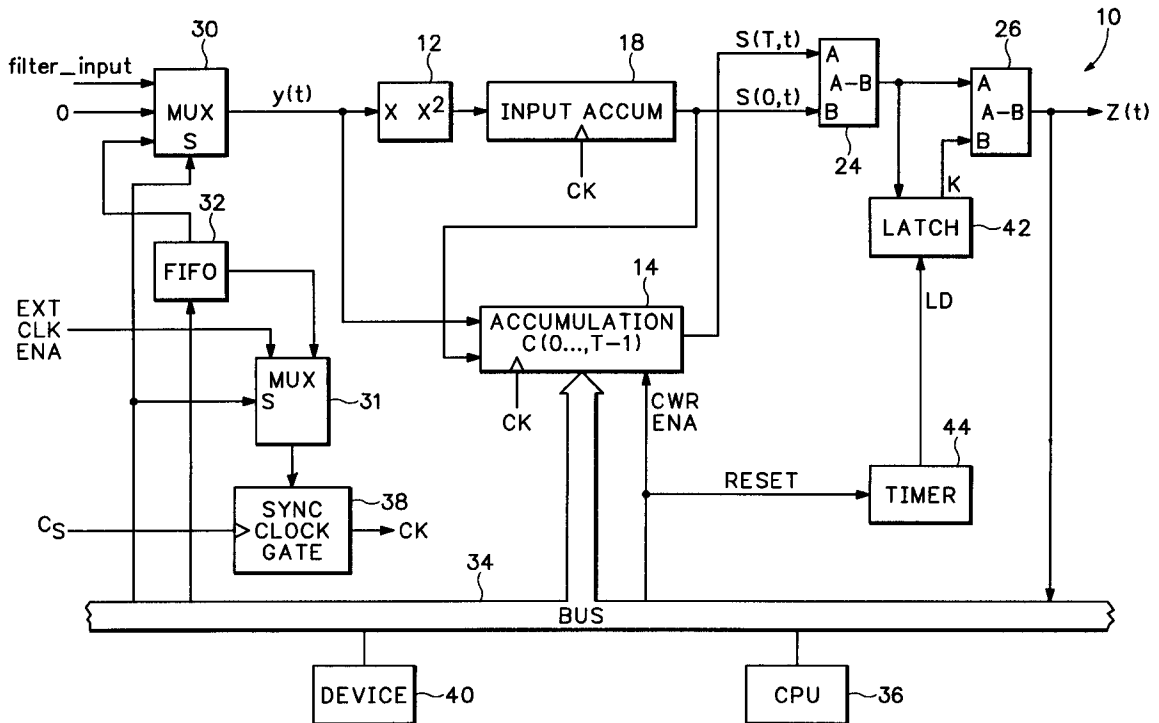 30
12
18
26
10
filter_input
0
MUX
S
y(t)
X X²
INPUT ACCUM
CK
S(T,t)
S(0,t)
A
A-B
B
24
A
A-B
B
Z(t)
K
LATCH
42
LD
32
FIFO
EXT
CLK
ENA
MUX
S
31
14
ACCUMULATION
C(0...,T-1)
CK
CWR
ENA
RESET
44
TIMER
CS
SYNC
CLOCK
GATE
38
CK
34
BUS
DEVICE
40
CPU
36